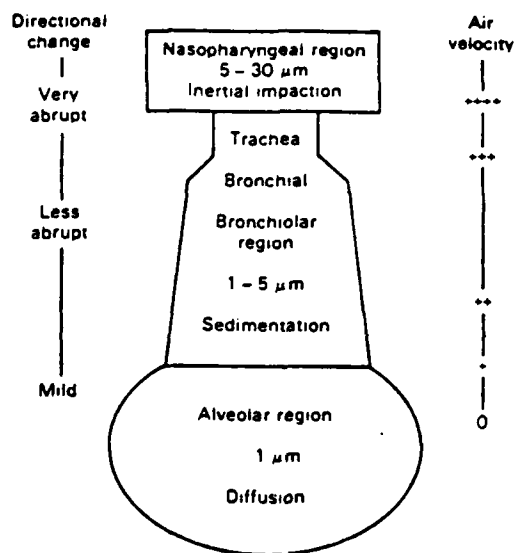 Directional
change
Very
abrupt
Less
abrupt
Mild
Nasopharyngeal region
5 – 30 μm
Inertial impaction
Trachea
Bronchial
Bronchiolar
region
1 – 5 μm
Sedimentation
Alveolar region
1 μm
Diffusion
Air
velocity
++++
+++
++
+
0